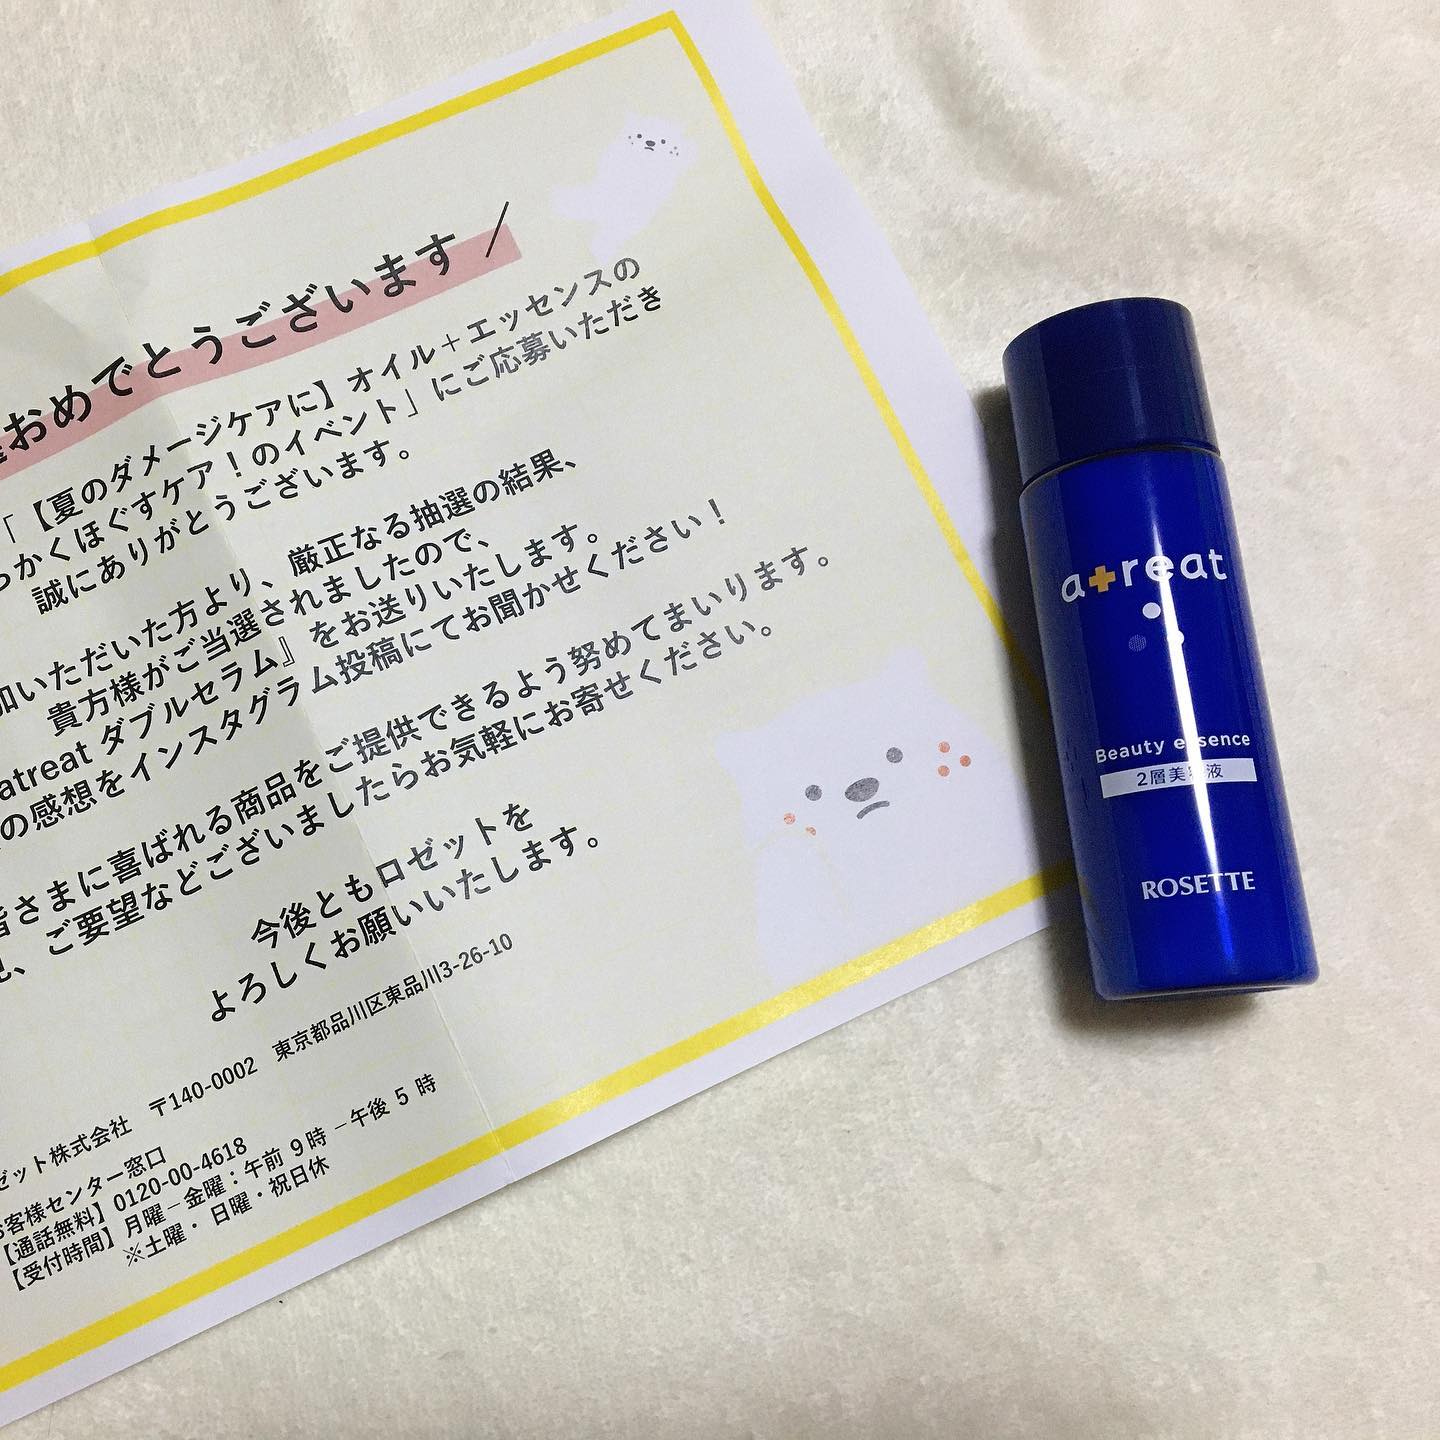 おめでとうございます /
「【夏のダメージケアに】オイル+エッセンスの
かくほぐすケア！のイベント」にご応募いただき
誠にありがとうございます。
いただいた方より、厳正なる抽選の結果、
貴方様がご当選されましたので、
atreat ダブルセラム』をお送りいたします。
の感想をインスタグラム投稿にてお聞かせください！
皆さまに喜ばれる商品をご提供できるよう努めてまいります。
、ご要望などございましたらお気軽にお寄せください。
今後ともロゼットを
よろしくお願いいたします。
ゼット株式会社 〒140-0002 東京都品川区東品川3-26-10
お客様センター窓口
【通話無料】0120-00-4618
【受付時間】月曜－金曜：午前 9時 －午後 5 時
※土曜・ 日曜・祝日休
a+reat
Beauty essence
2層美容液
ROSETTE